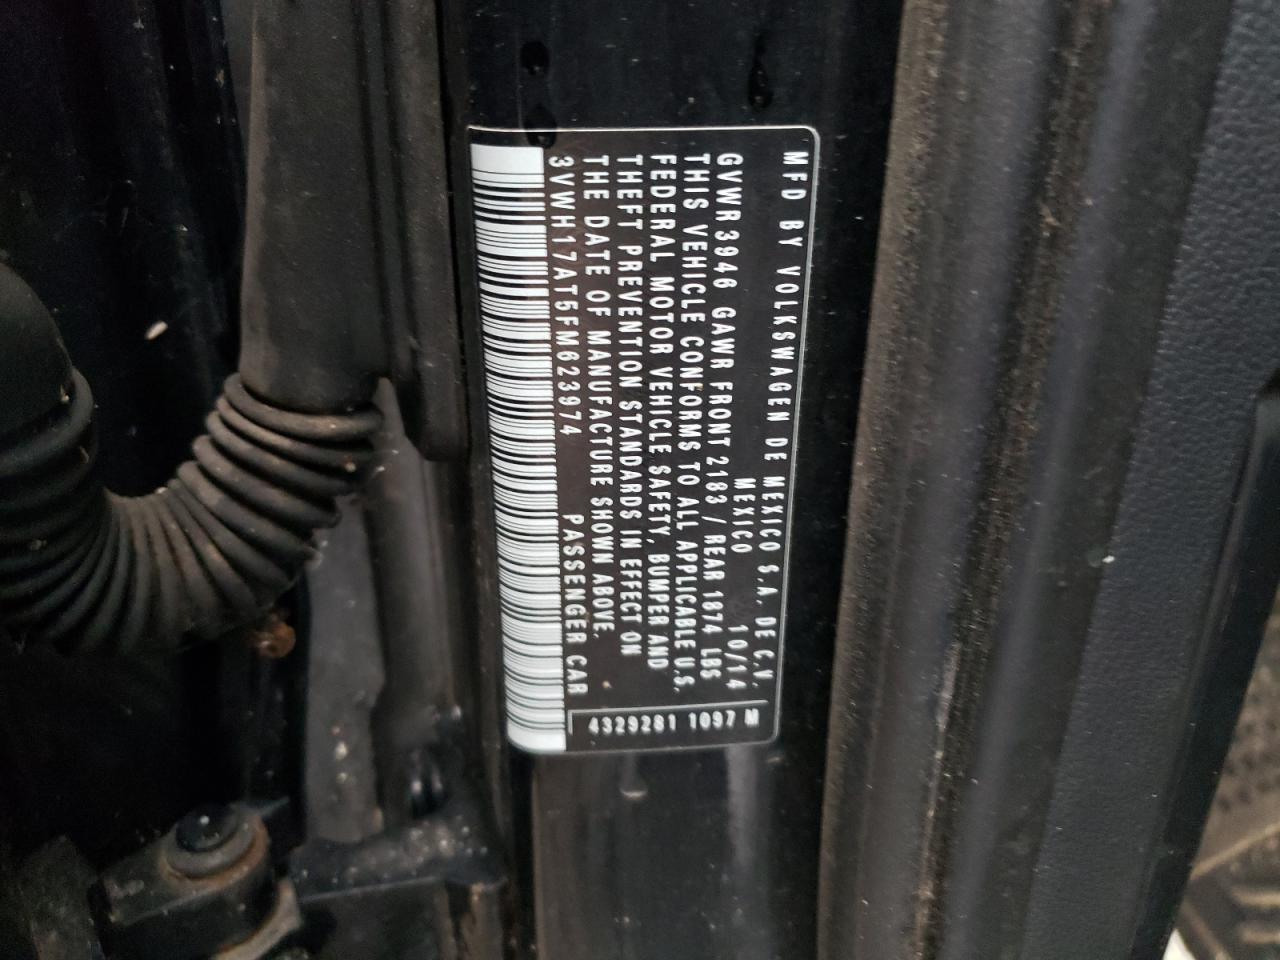 MFD BY VOLKSWAGEN DE MEXICO S.A. DE C.V.
MEXICO 10/14
GVWR 3946 GAWR FRONT 2183 / REAR 1874 LBS
THIS VEHICLE CONFORMS TO ALL APPLICABLE U.S.
FEDERAL MOTOR VEHICLE SAFETY, BUMPER AND
THEFT PREVENTION STANDARDS IN EFFECT ON
THE DATE OF MANUFACTURE SHOWN ABOVE.
3VWH17AT5FM623974 PASSENGER CAR
4329281 1097 M